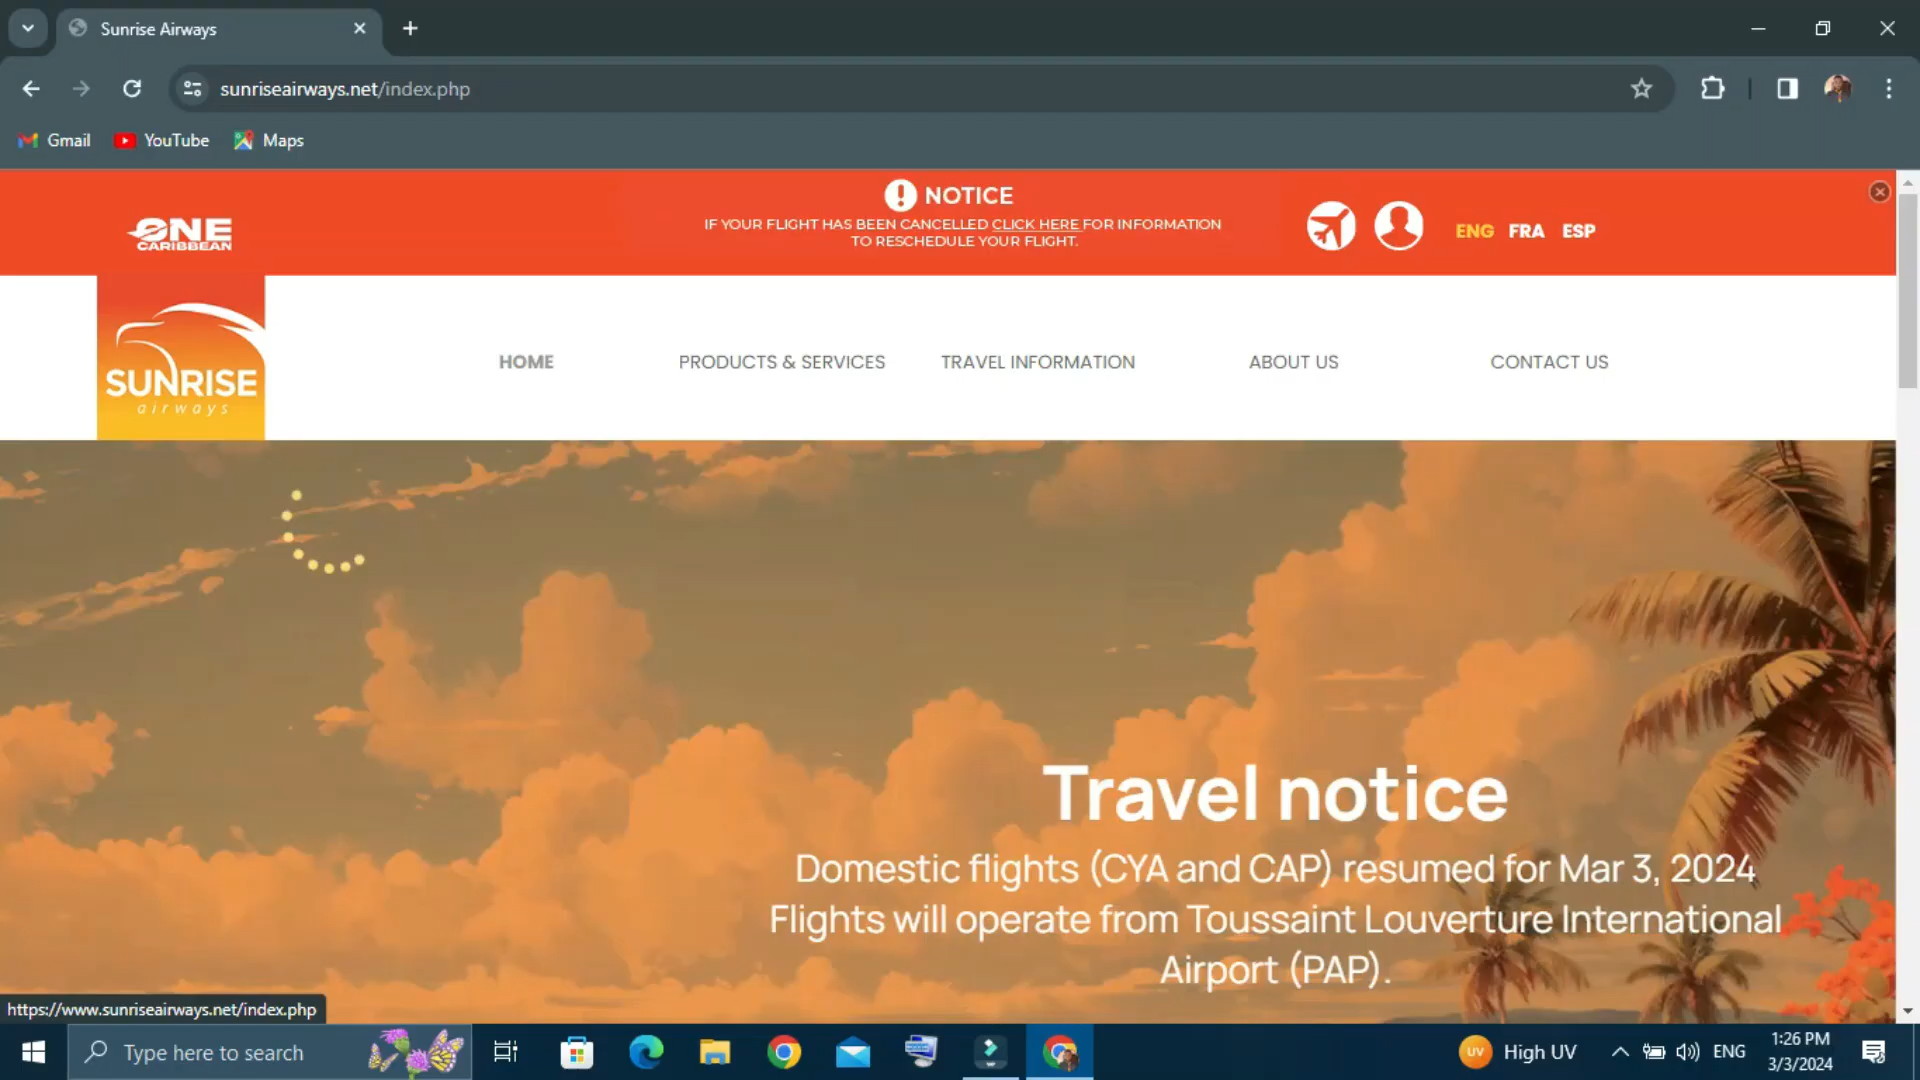 Sunrise Airways
sunriseairways.net/index.php
Gmail
YouTube
Maps
ONE
CARIBBEAN
! NOTICE
IF YOUR FLIGHT HAS BEEN CANCELLED CLICK HERE FOR INFORMATION
TO RESCHEDULE YOUR FLIGHT.
ENG FRA ESP
SUNRISE
airways
HOME
PRODUCTS & SERVICES
TRAVEL INFORMATION
ABOUT US
CONTACT US
Travel notice
Domestic flights (CYA and CAP) resumed for Mar 3, 2024
Flights will operate from Toussaint Louverture International
Airport (PAP).
https://www.sunriseairways.net/index.php
Type here to search
UV
High UV
ENG
1:26 PM
3/3/2024